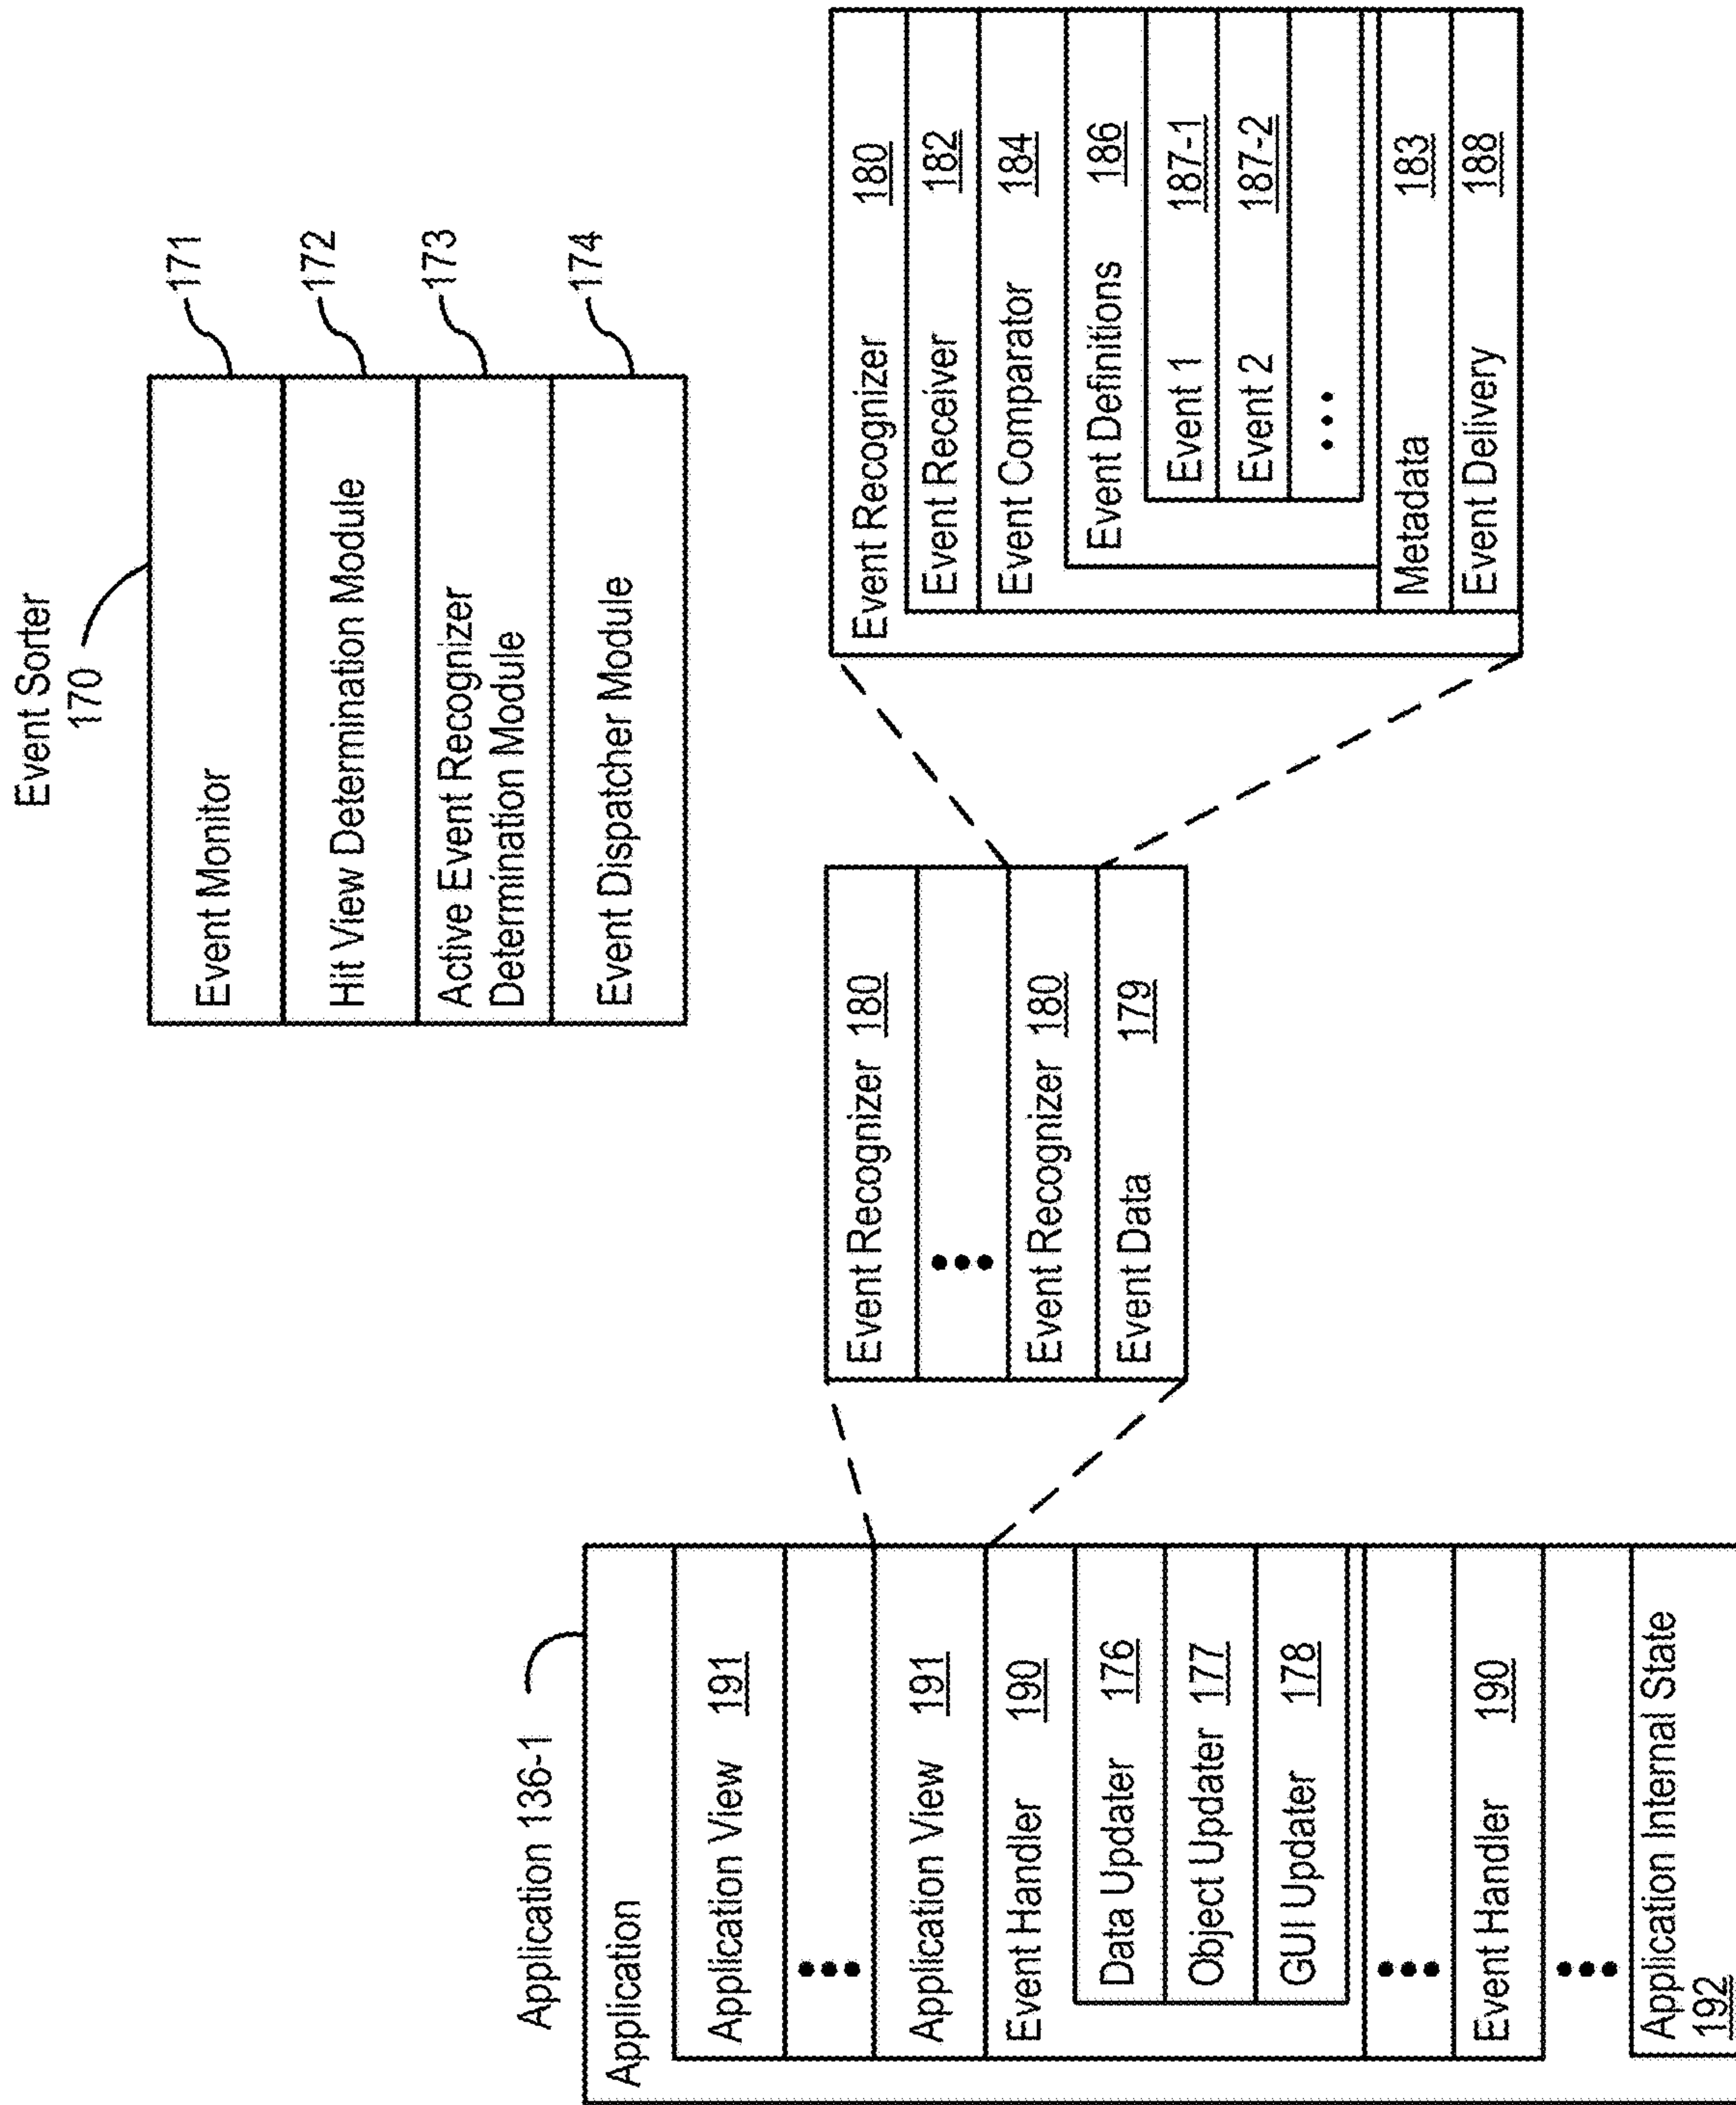 Event Sorter
170
Event Monitor
171
Hit View Determination Module
172
Active Event Recognizer
Determination Module
173
Event Dispatcher Module
174
Application 136-1
Application
Application View 191
•••
Application View 191
Event Handler 190
Data Updater 176
Object Updater 177
GUI Updater 178
•••
Event Handler 190
•••
Application Internal State
192
Event Recognizer 180
•••
Event Recognizer 180
Event Data 179
Event Recognizer 180
Event Receiver 182
Event Comparator 184
Event Definitions 186
Event 1 187-1
Event 2 187-2
•••
Metadata 183
Event Delivery 188